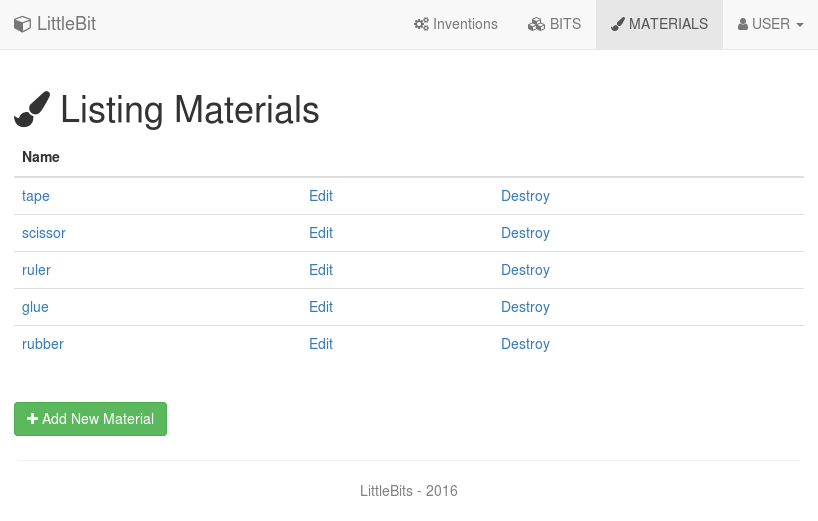 LittleBit Inventions BITS MATERIALS USER
Listing Materials
Name
tape Edit Destroy
scissor Edit Destroy
ruler Edit Destroy
glue Edit Destroy
rubber Edit Destroy
Add New Material
LittleBits - 2016